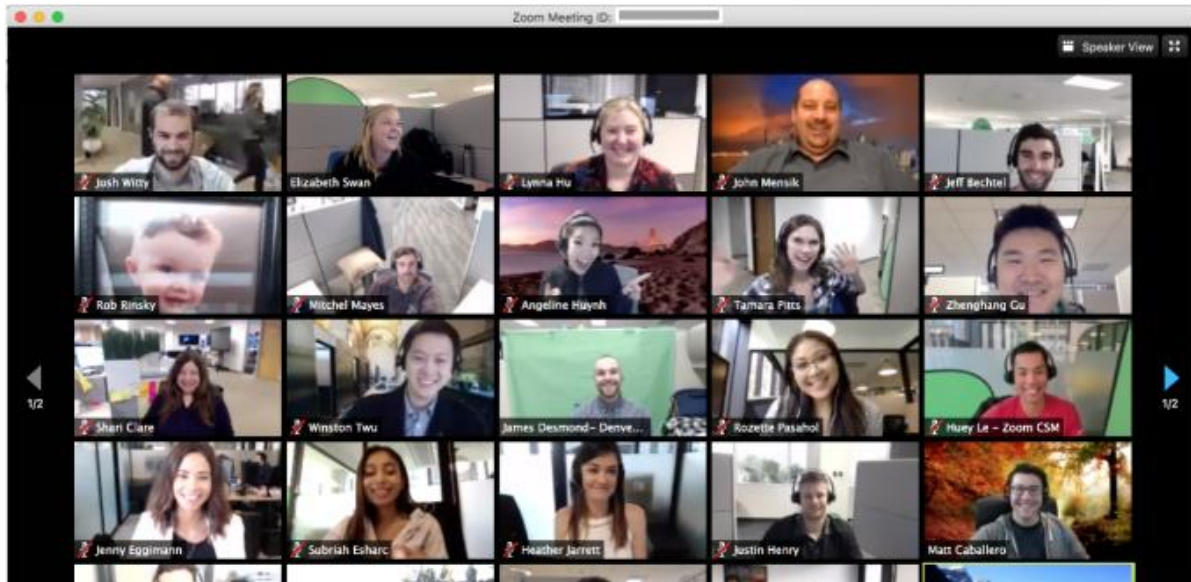 Zoom Meeting ID:
Speaker View
Josh Witty
Elizabeth Swan
Lynna Hu
John Mensik
Jeff Bechtel
Rob Rinsky
Mitchel Mayes
Angeline Huynh
Tamara Pitts
Zhenghang Gu
1/2
1/2
Shari Clare
Winston Twu
James Desmond- Denve...
Rozette Pasahol
Huey Le - Zoom CSM
Jenny Eggimann
Subriah Esharc
Heather Jarrett
Justin Henry
Matt Caballero